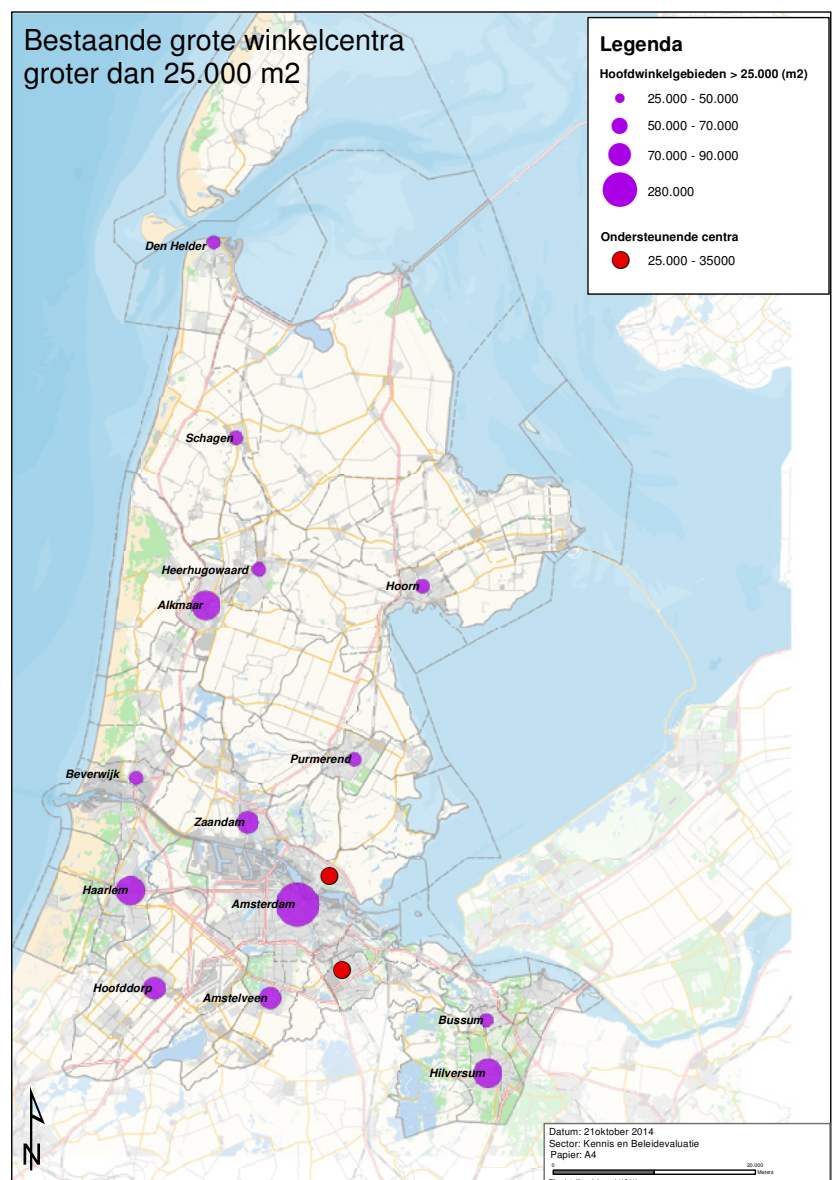 Bestaande grote winkelcentra
groter dan 25.000 m2
Legenda
Hoofdwinkelgebieden > 25.000 (m2)
25.000 - 50.000
50.000 - 70.000
70.000 - 90.000
280.000
Ondersteunende centra
25.000 - 35000
Den Helder
Schagen
Heerhugowaard
Hoorn
Alkmaar
Purmerend
Beverwijk
Zaandam
Haarlem
Amsterdam
Hoofddorp
Amstelveen
Bussum
Hilversum
N
Datum: 21oktober 2014
Sector: Kennis en Beleidevaluatie
Papier: A4
0 20.000
Meters